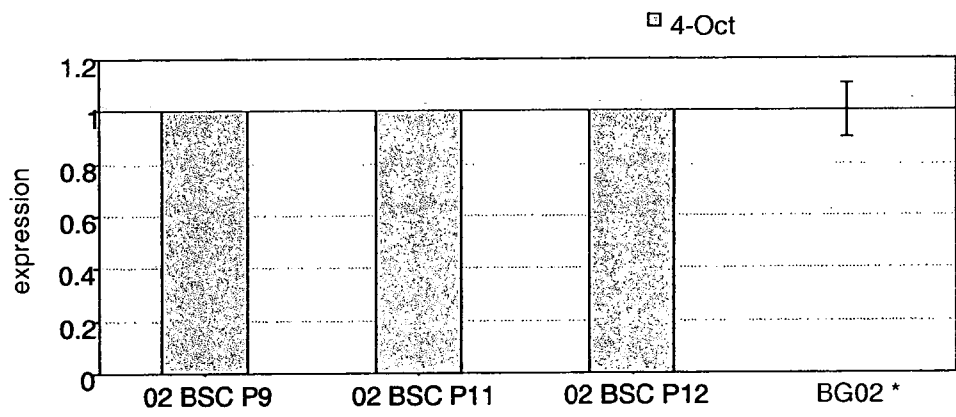 4-Oct
1.2
1
0.8
0.6
0.4
0.2
0
expression
02 BSC P9
02 BSC P11
02 BSC P12
BG02 *